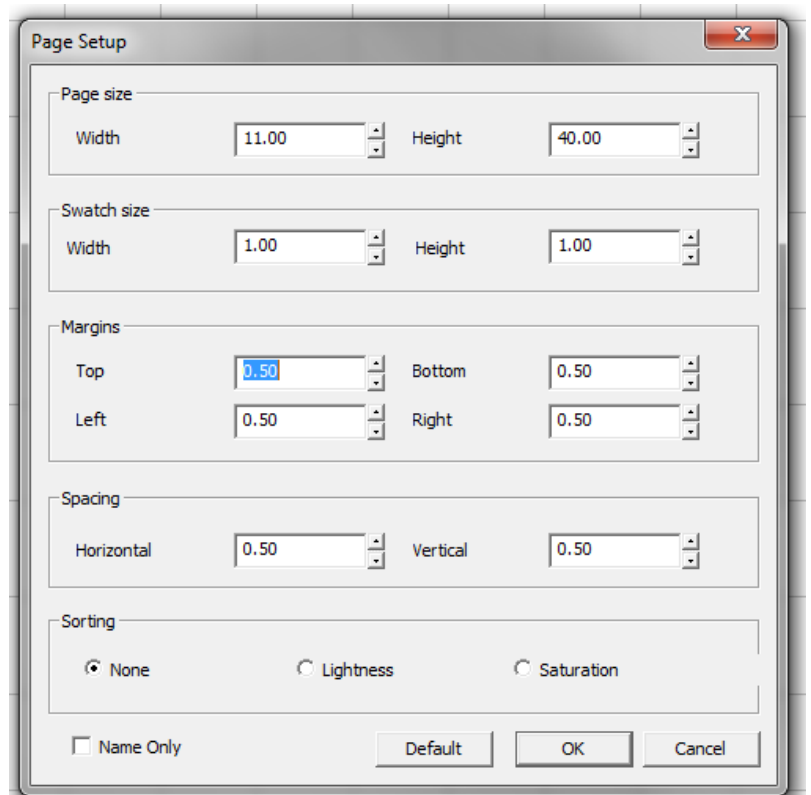 Page Setup
Page size
Width 11.00 Height 40.00
Swatch size
Width 1.00 Height 1.00
Margins
Top 0.50 Bottom 0.50
Left 0.50 Right 0.50
Spacing
Horizontal 0.50 Vertical 0.50
Sorting
None Lightness Saturation
Name Only Default OK Cancel